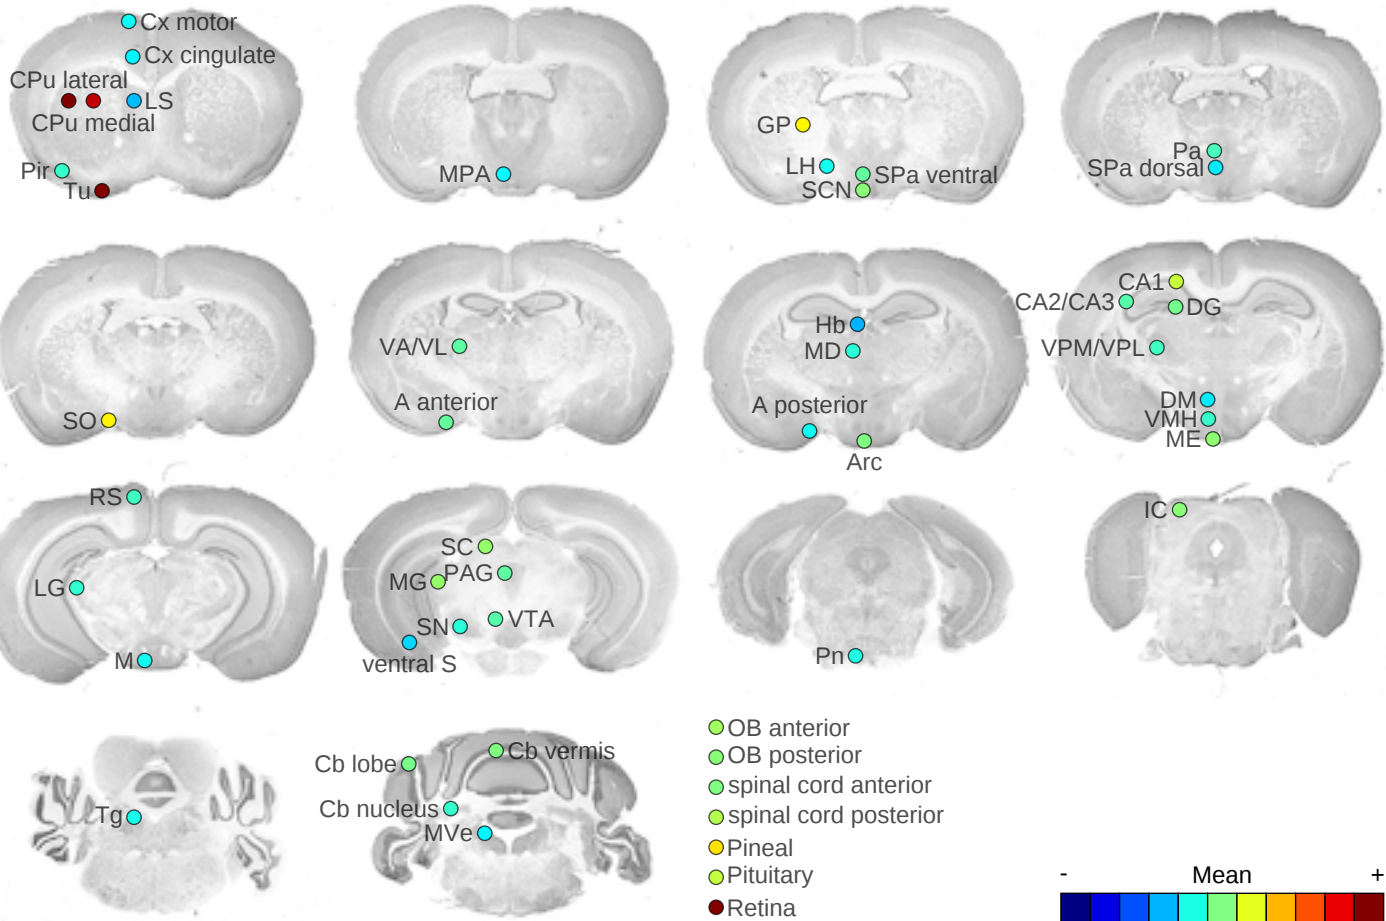 Cx motor
Cx cingulate
CPu lateral
LS
CPu medial
Pir
Tu
MPA
GP
LH
SPa ventral
SCN
Pa
SPa dorsal
SO
VA/VL
A anterior
Hb
MD
A posterior
Arc
CA1
CA2/CA3
DG
VPM/VPL
DM
VMH
ME
RS
LG
M
SC
MG
PAG
SN
VTA
ventral S
Pn
IC
Tg
Cb lobe
Cb vermis
Cb nucleus
MVe
OB anterior
OB posterior
spinal cord anterior
spinal cord posterior
Pineal
Pituitary
Retina
- Mean +